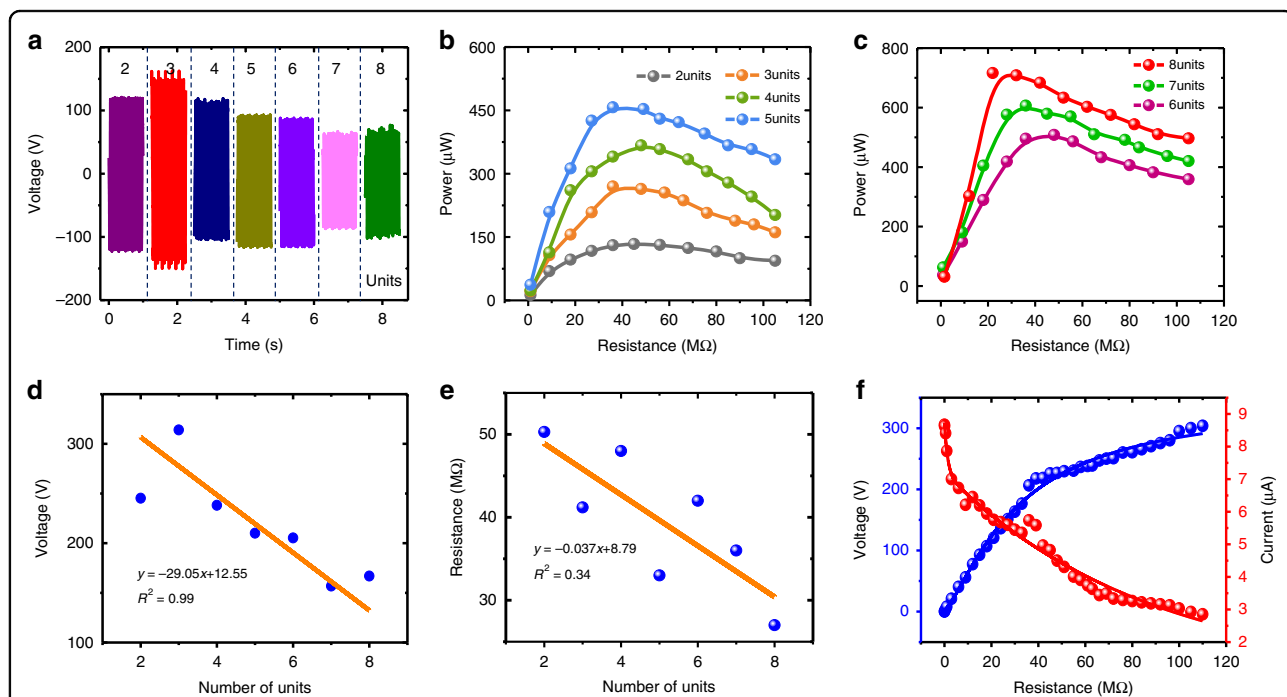 a
200
100
0
−100
−200
Voltage (V)
2 3 4 5 6 7 8
Units
0 2 4 6 8
Time (s)
b
600
450
300
150
0
Power (μW)
2units 3units
4units
5units
0 20 40 60 80 100 120
Resistance (MΩ)
c
800
600
400
200
0
Power (μW)
8units
7units
6units
0 20 40 60 80 100 120
Resistance (MΩ)
d
300
200
100
Voltage (V)
y = −29.05x+12.55
R² = 0.99
2 4 6 8
Number of units
e
50
40
30
Resistance (MΩ)
y = −0.037x+8.79
R² = 0.34
2 4 6 8
Number of units
f
300
200
100
0
Voltage (V)
9
8
7
6
5
4
3
2
Current (μA)
0 20 40 60 80 100 120
Resistance (MΩ)